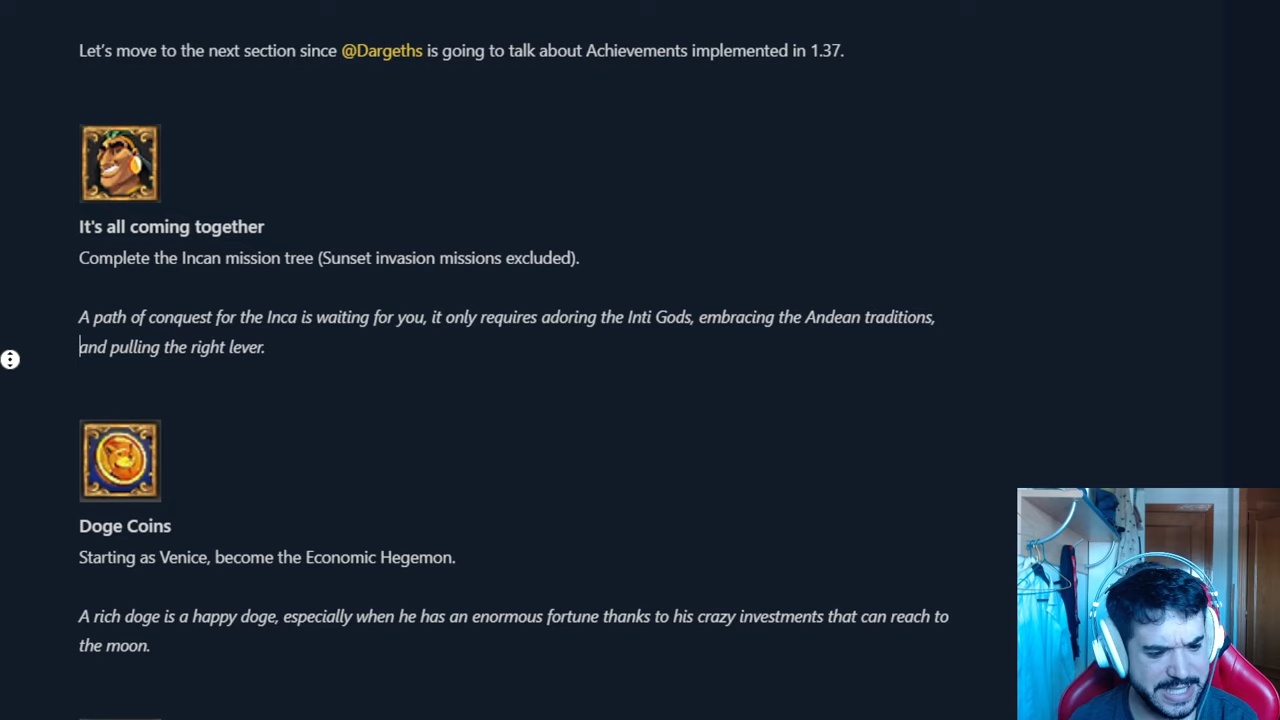 Let's move to the next section since @Dargeths is going to talk about Achievements implemented in 1.37.
It's all coming together
Complete the Incan mission tree (Sunset invasion missions excluded).
A path of conquest for the Inca is waiting for you, it only requires adoring the Inti Gods, embracing the Andean traditions,
and pulling the right lever.
Doge Coins
Starting as Venice, become the Economic Hegemon.
A rich doge is a happy doge, especially when he has an enormous fortune thanks to his crazy investments that can reach to
the moon.